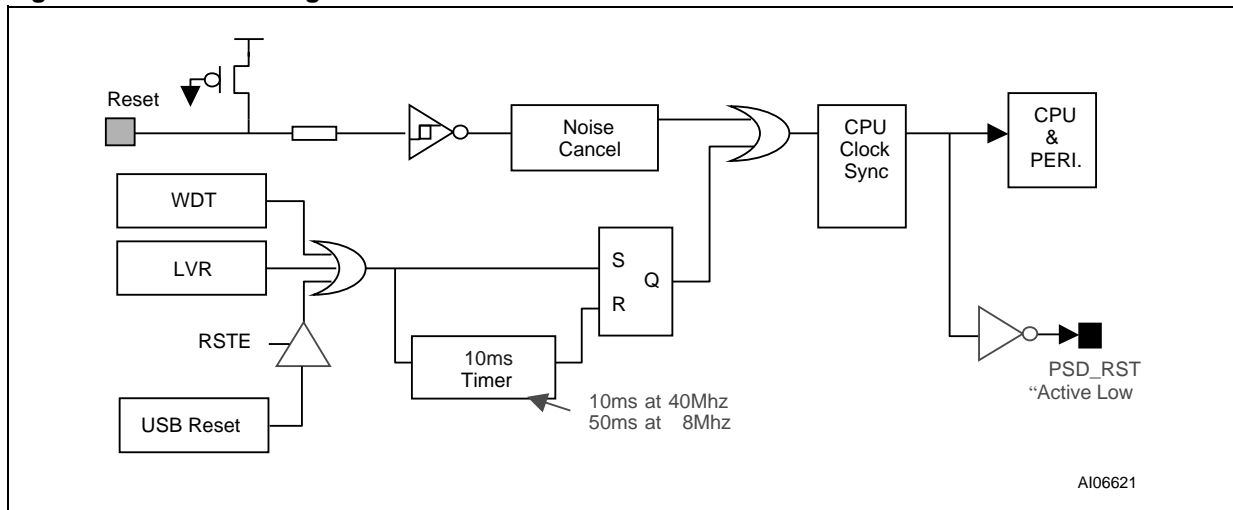 Reset
Noise
Cancel
CPU
Clock
Sync
CPU
&
PERI.
WDT
LVR
S
Q
R
RSTE
10ms
Timer
10ms at 40Mhz
50ms at 8Mhz
USB Reset
PSD_RST
“Active Low
AI06621